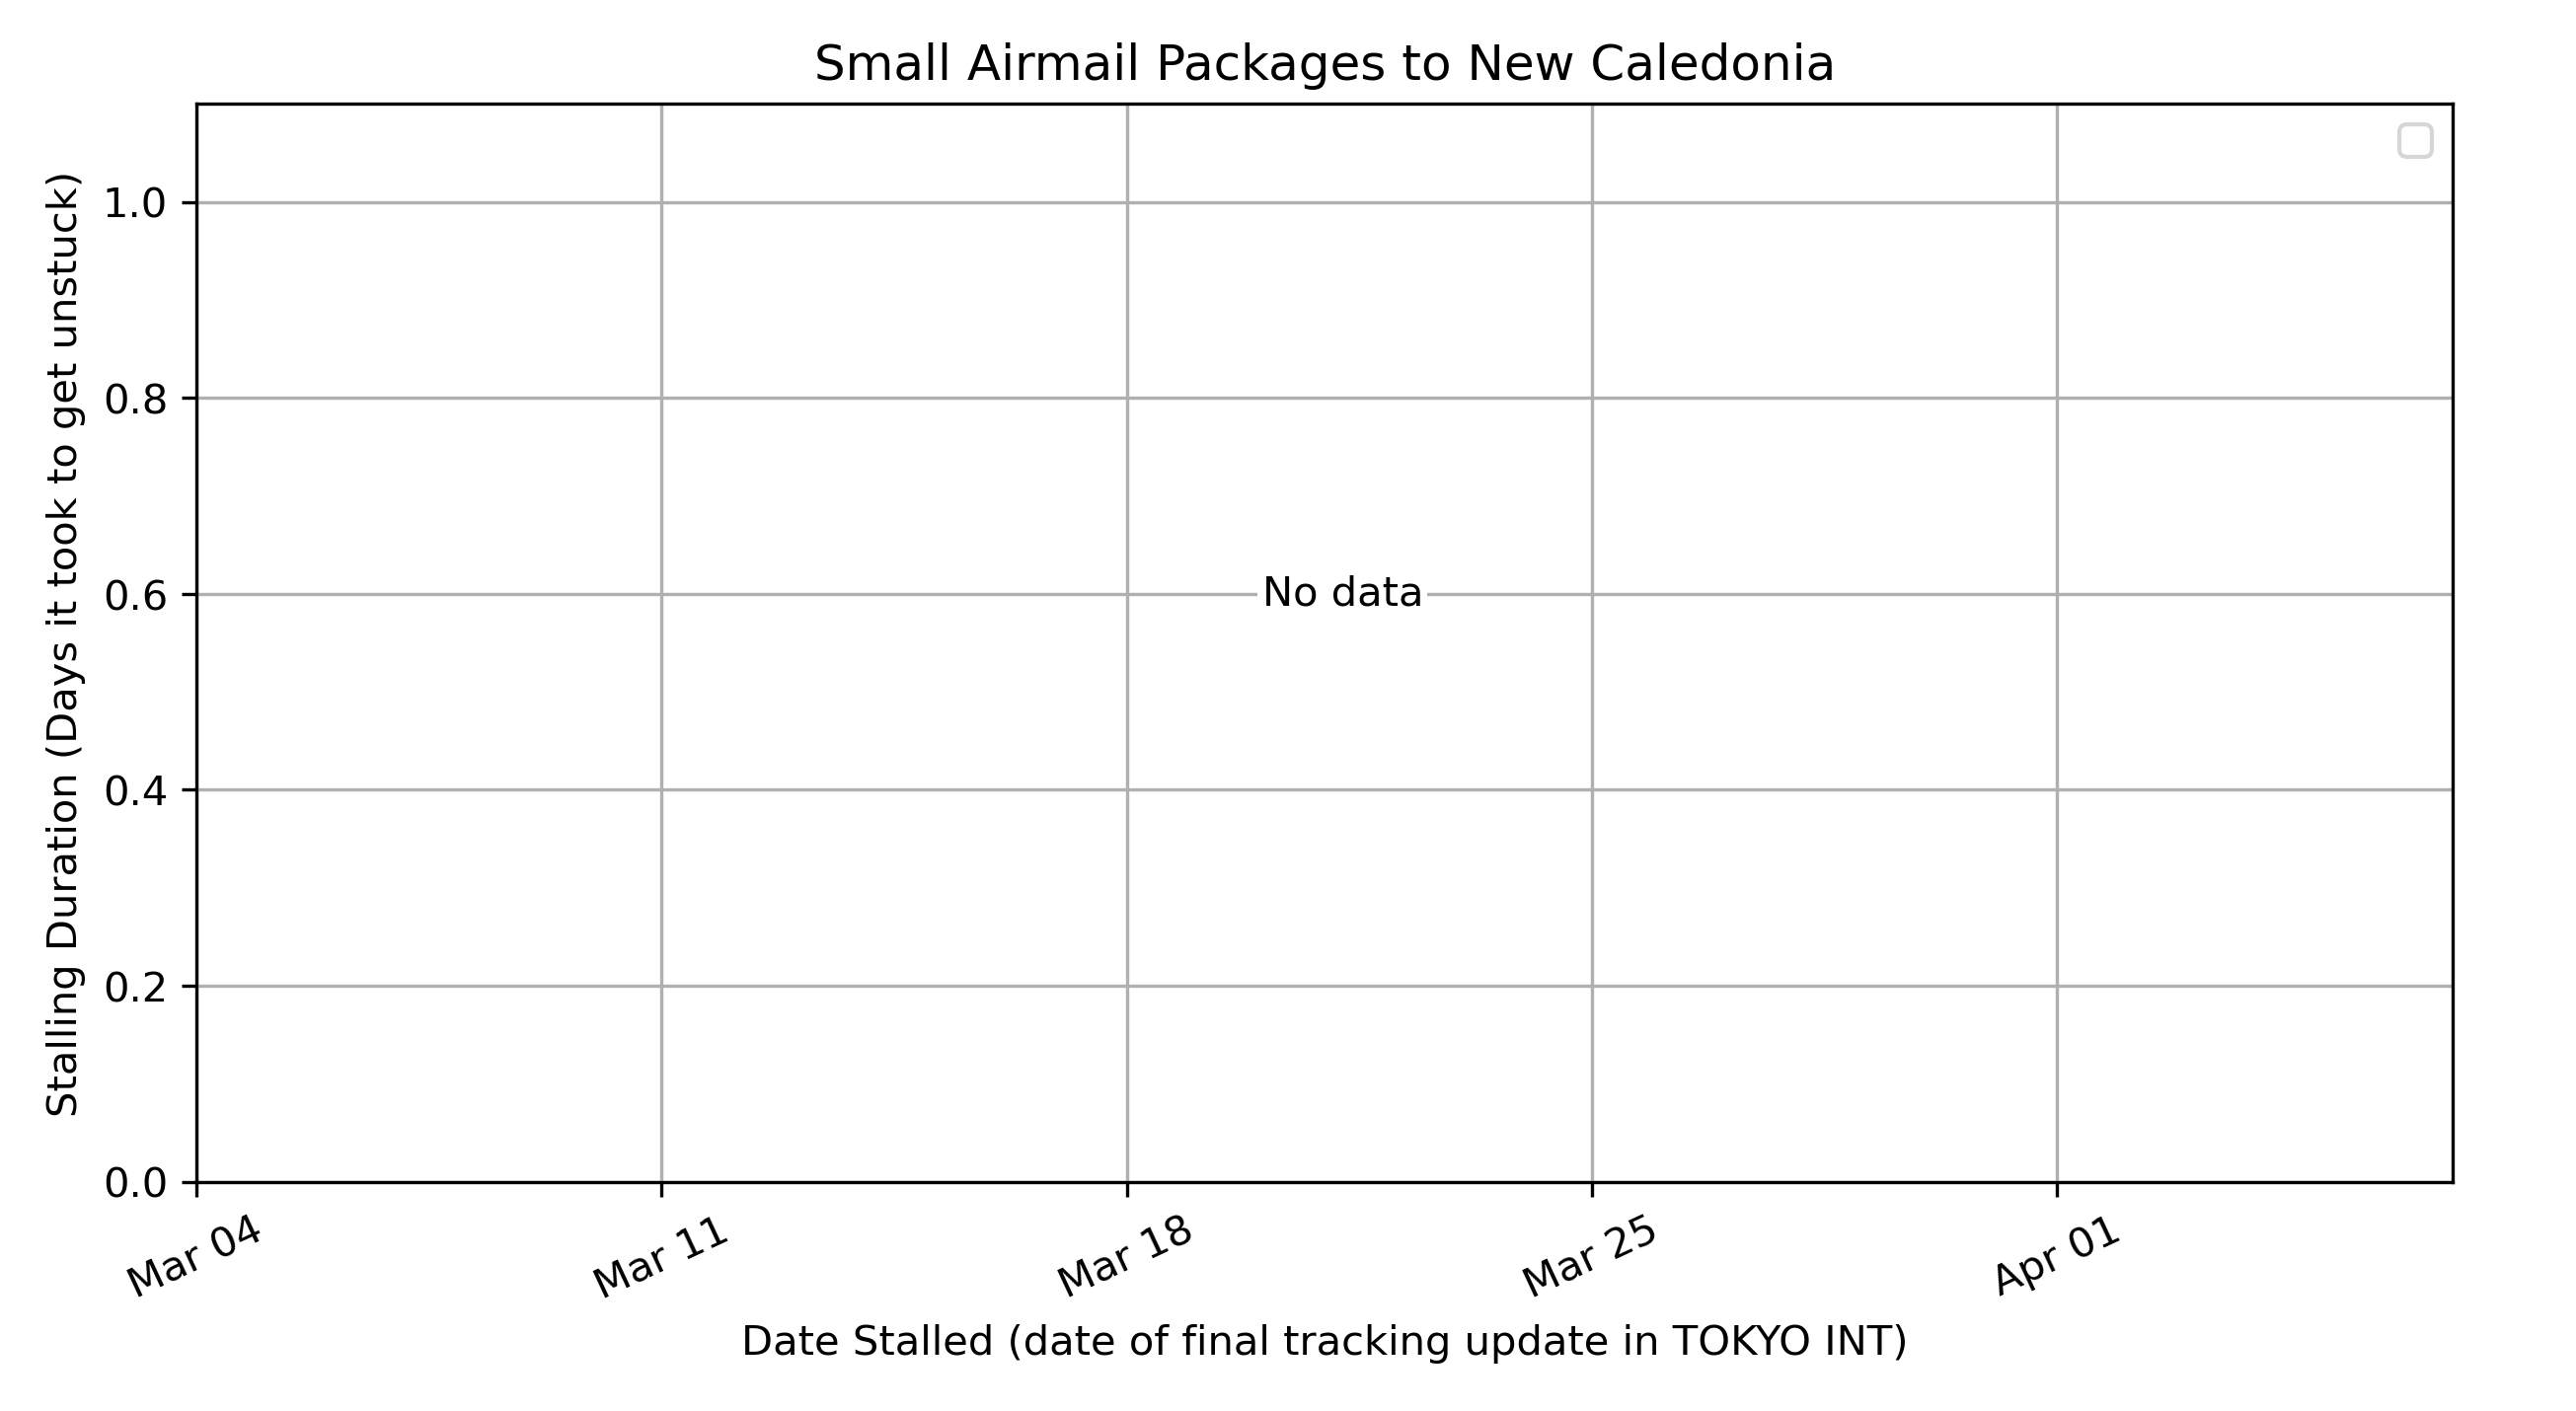 Small Airmail Packages to New Caledonia
Stalling Duration (Days it took to get unstuck)
1.0
0.8
0.6
0.4
0.2
0.0
No data
Mar 04
Mar 11
Mar 18
Mar 25
Apr 01
Date Stalled (date of final tracking update in TOKYO INT)